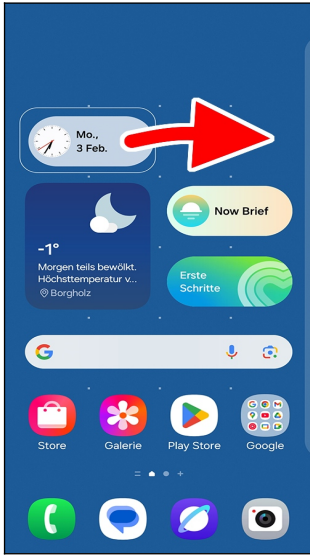 Mo.,
3 Feb.
-1°
Morgen teils bewölkt.
Höchsttemperatur v...
Borgholz
Now Brief
Erste
Schritte
Store
Galerie
Play Store
Google